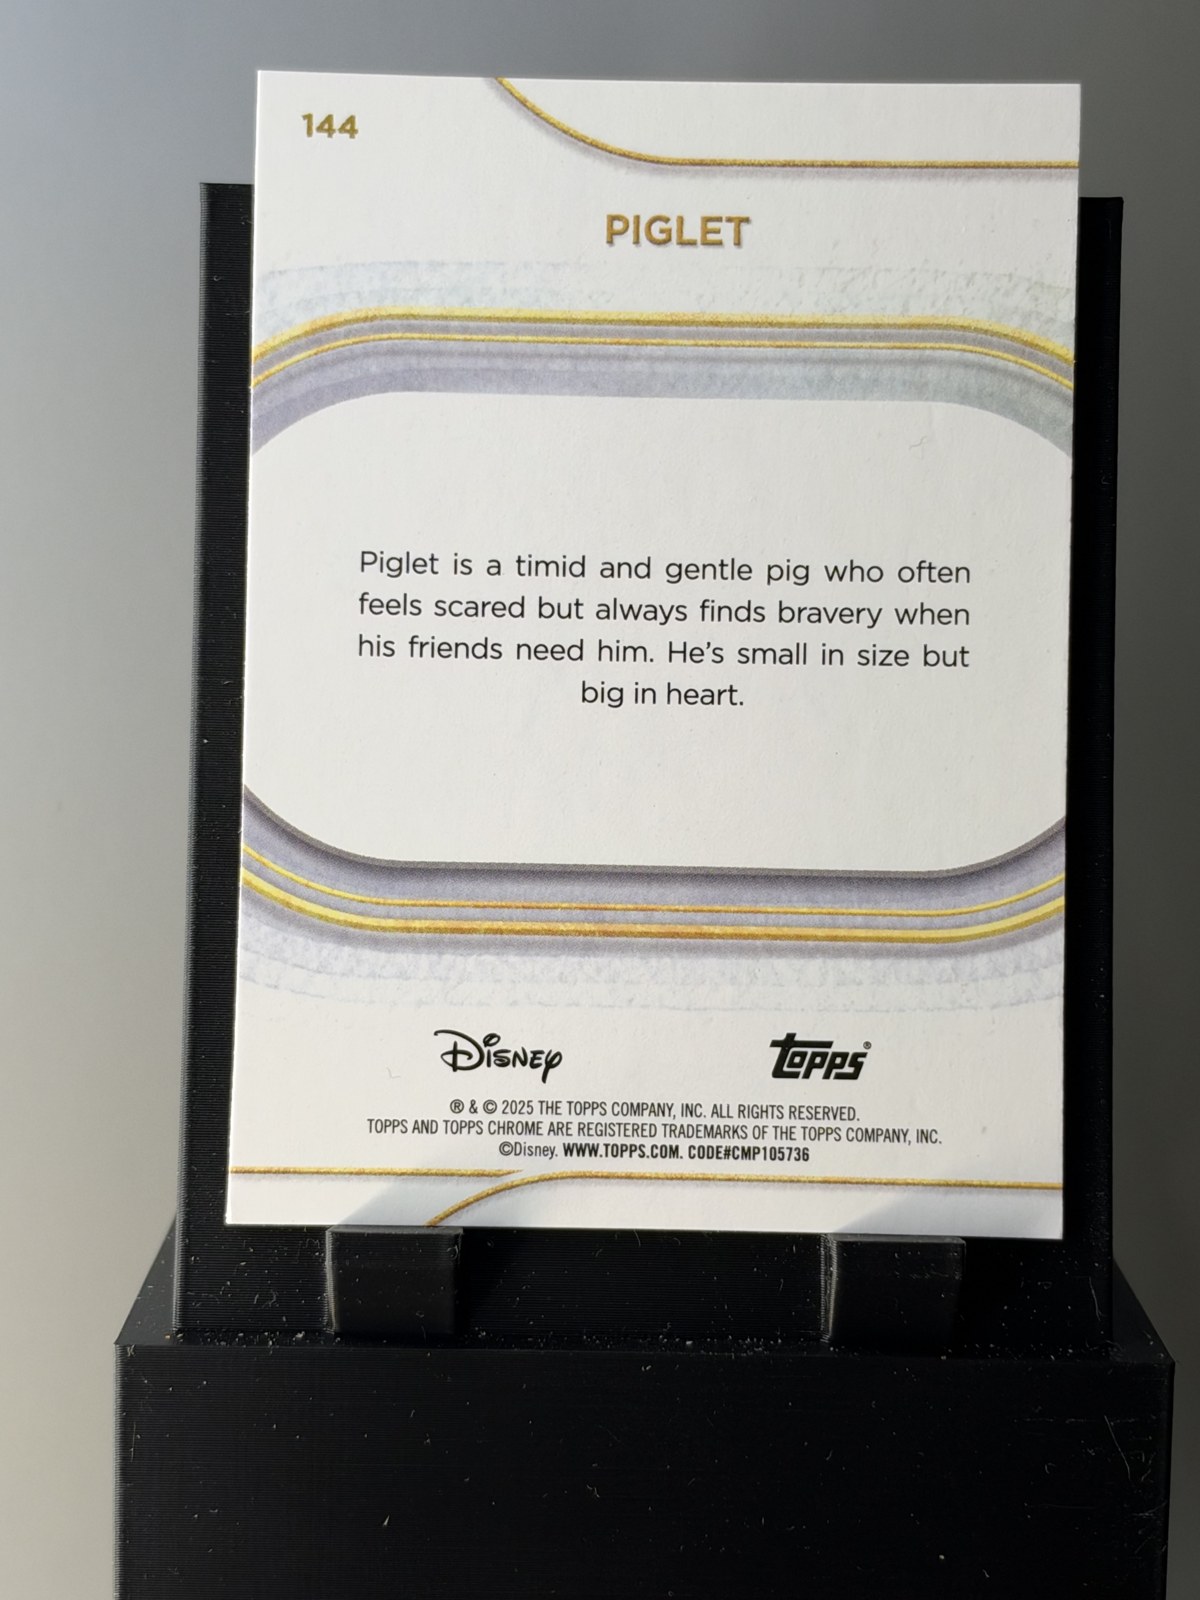 144
PIGLET
Piglet is a timid and gentle pig who often
feels scared but always finds bravery when
his friends need him. He's small in size but
big in heart.
Disney
topps®
® & © 2025 THE TOPPS COMPANY, INC. ALL RIGHTS RESERVED.
TOPPS AND TOPPS CHROME ARE REGISTERED TRADEMARKS OF THE TOPPS COMPANY, INC.
©Disney. WWW.TOPPS.COM. CODE#CMP105736